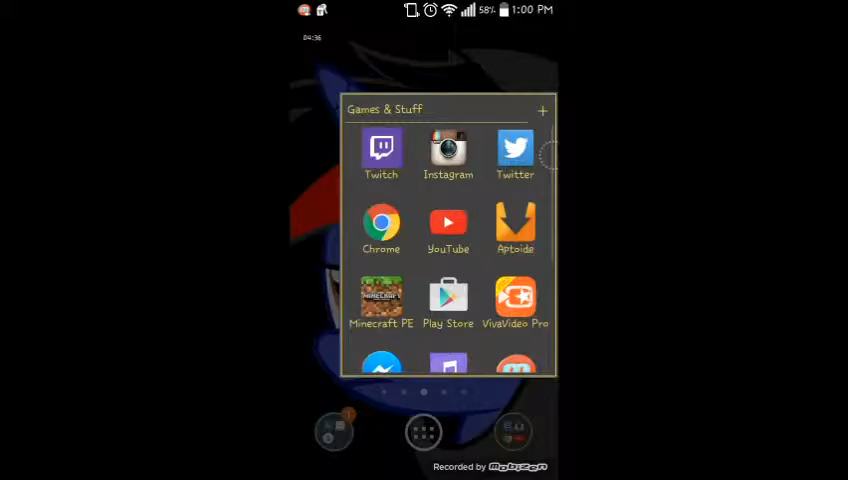 58% 1:00 PM
04:36
Games & Stuff +
Twitch Instagram Twitter
Chrome YouTube Aptoide
MINECRAFT
Minecraft PE Play Store VivaVideo Pro
Recorded by mobizen